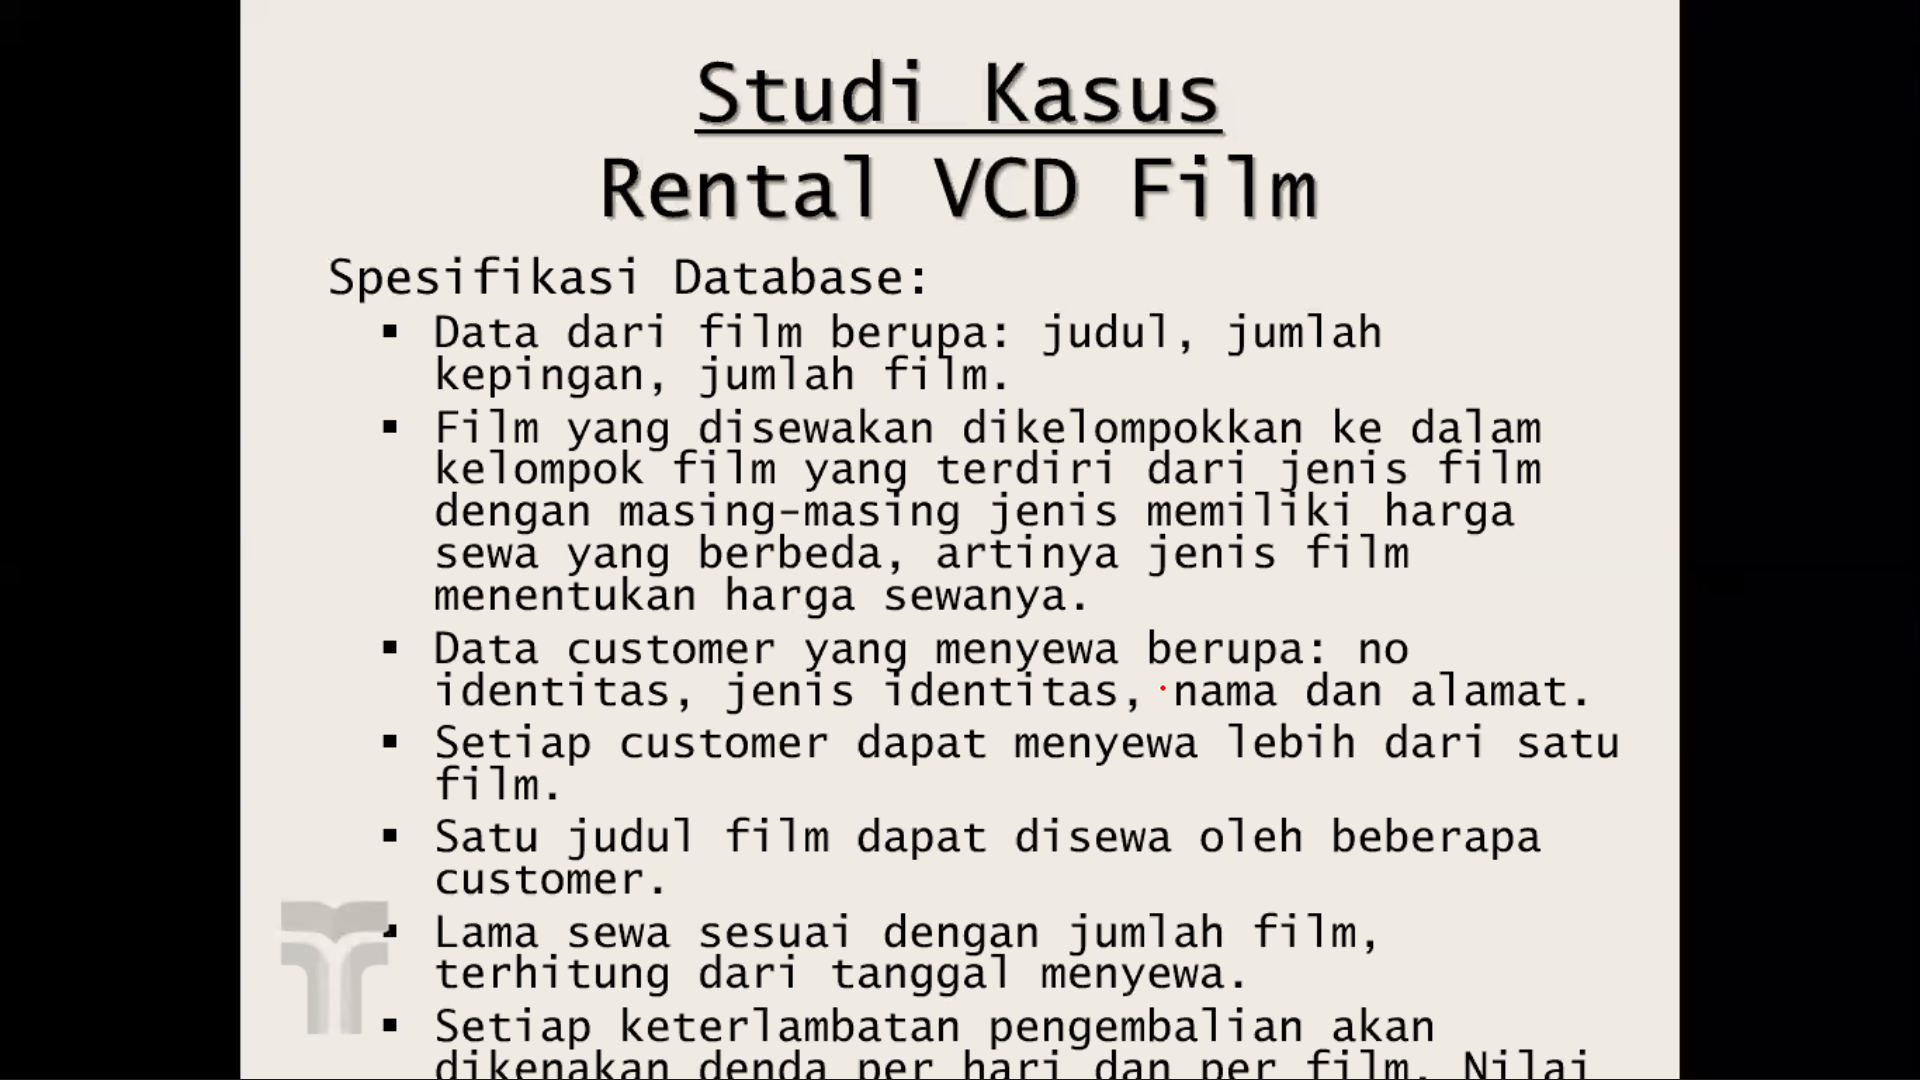 Studi Kasus
Rental VCD Film
Spesifikasi Database:
▪ Data dari film berupa: judul, jumlah
kepingan, jumlah film.
▪ Film yang disewakan dikelompokkan ke dalam
kelompok film yang terdiri dari jenis film
dengan masing-masing jenis memiliki harga
sewa yang berbeda, artinya jenis film
menentukan harga sewanya.
▪ Data customer yang menyewa berupa: no
identitas, jenis identitas, nama dan alamat.
▪ Setiap customer dapat menyewa lebih dari satu
film.
▪ Satu judul film dapat disewa oleh beberapa
customer.
▪ Lama sewa sesuai dengan jumlah film,
terhitung dari tanggal menyewa.
▪ Setiap keterlambatan pengembalian akan
dikenakan denda per hari dan per film. Nilai